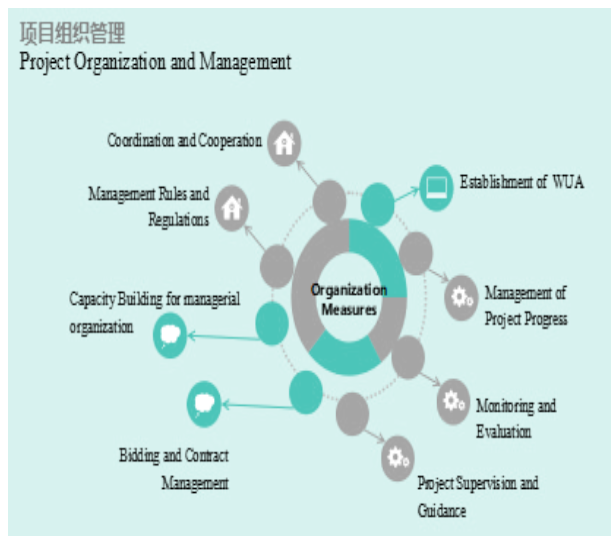 项目组织管理
Project Organization and Management
Coordination and Cooperation
Establishment of WUA
Management Rules and
Regulations
Organization
Measures
Management of
Project Progress
Capacity Building for managerial
organization
Monitoring and
Evaluation
Bidding and Contract
Management
Project Supervision and
Guidance